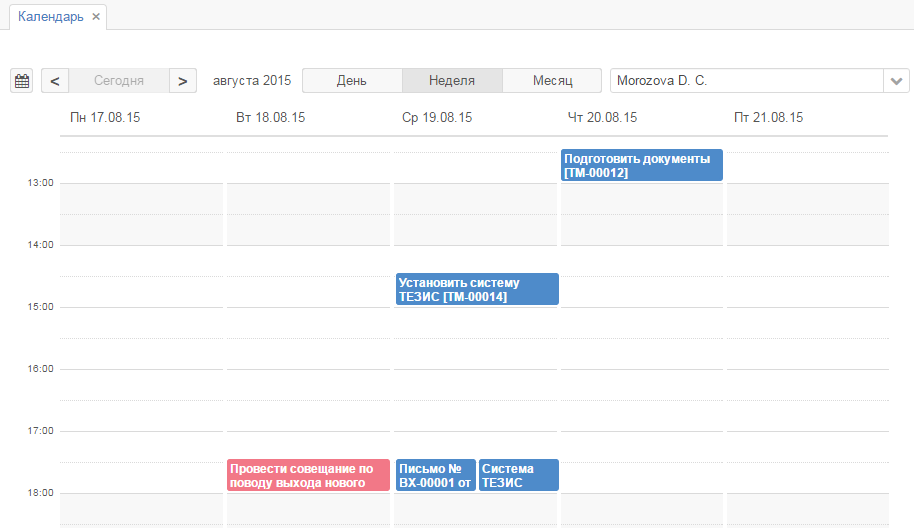 Календарь ×
< Сегодня > августа 2015 День Неделя Месяц Morozova D. C.
Пн 17.08.15 Вт 18.08.15 Ср 19.08.15 Чт 20.08.15 Пт 21.08.15
Подготовить документы
[ТМ-00012]
13:00
14:00
Установить систему
ТЕЗИС [ТМ-00014]
15:00
16:00
17:00
Провести совещание по
поводу выхода нового
Письмо №
ВХ-00001 от
Система
ТЕЗИС
18:00